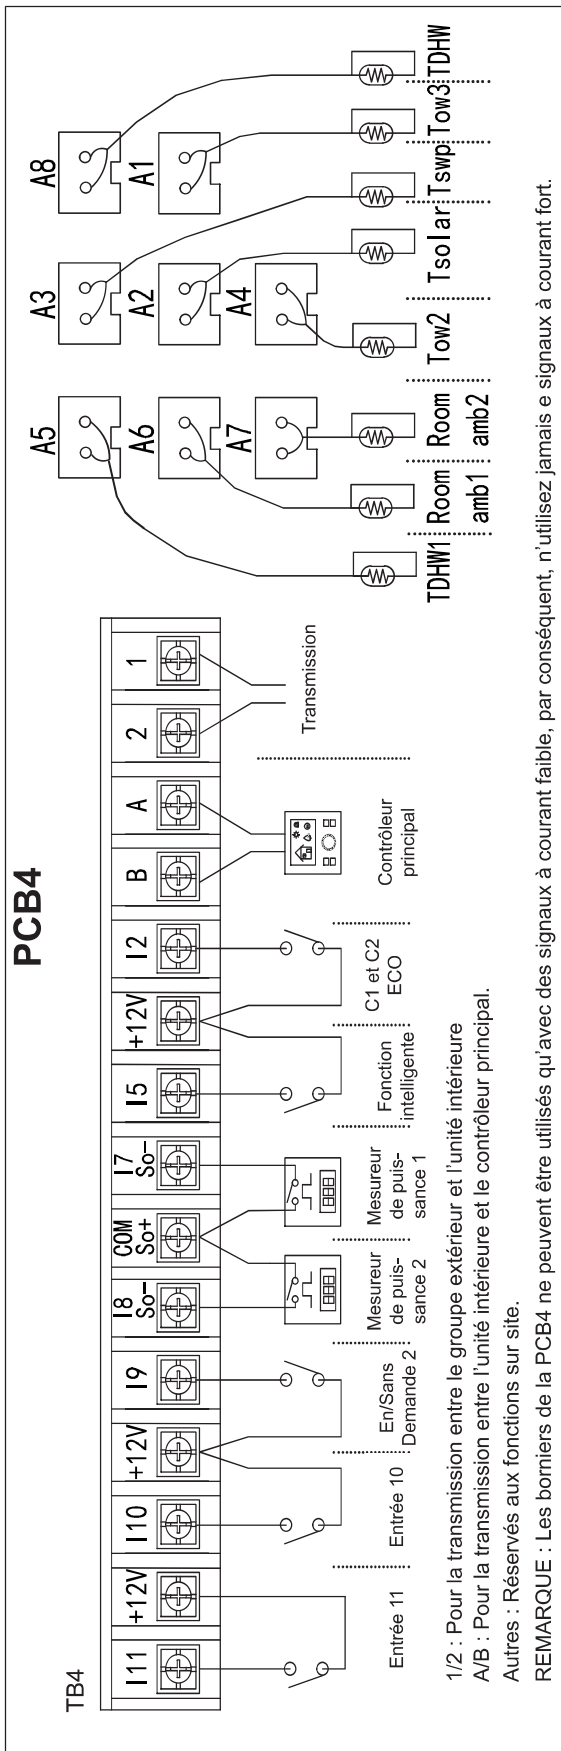 PCB4
TB4
I11
+12V
I10
+12V
I9
I8
So-
COM
So+
I7
So-
I5
+12V
I2
B
A
2
1
A5
A3
A8
A6
A2
A1
A7
A4
Entrée 11
Entrée 10
En/Sans
Demande 2
Mesureur
de puis-
sance 2
Mesureur
de puis-
sance 1
Fonction
intelligente
C1 et C2
ECO
Contrôleur
principal
Transmission
TDHW1
Room
amb1
Room
amb2
Tow2
Tsolar
Tswp
Tow3
TDHW
1/2 : Pour la transmission entre le groupe extérieur et l'unité intérieure
A/B : Pour la transmission entre l'unité intérieure et le contrôleur principal.
Autres : Réservés aux fonctions sur site.
REMARQUE : Les borniers de la PCB4 ne peuvent être utilisés qu'avec des signaux à courant faible, par conséquent, n'utilisez jamais e signaux à courant fort.